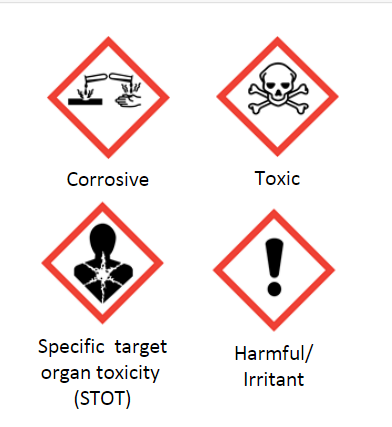 Corrosive
Toxic
Specific target
organ toxicity
(STOT)
Harmful/
Irritant